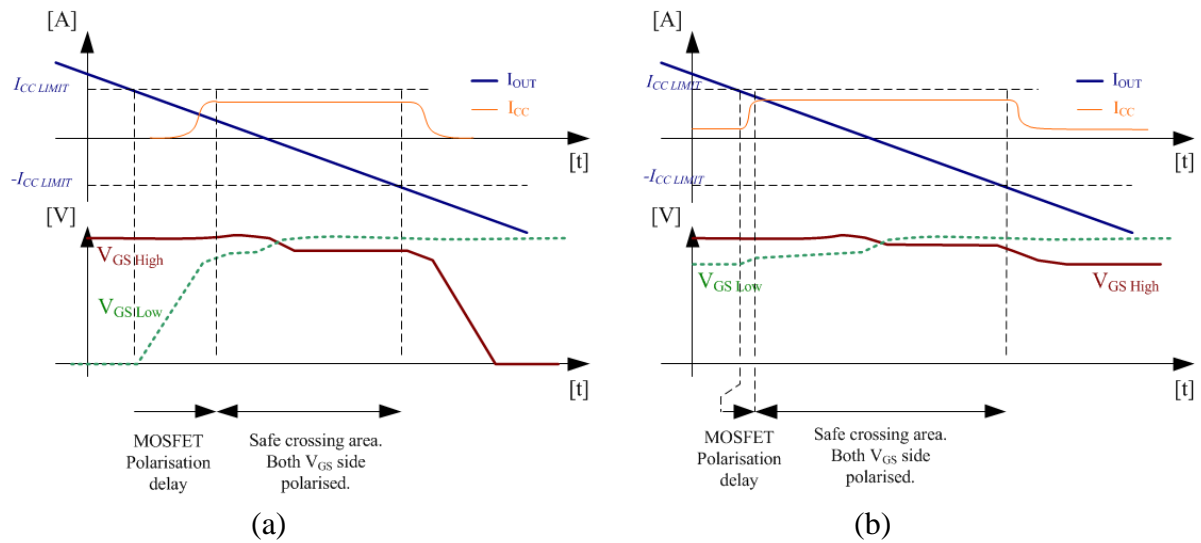 [A]
I_CC LIMIT
I_OUT
I_CC
[t]
-I_CC LIMIT
[V]
V_GS High
V_GS Low
[t]
MOSFET
Polarisation
delay
Safe crossing area.
Both V_GS side
polarised.
(a)
[A]
I_CC LIMIT
I_OUT
I_CC
[t]
-I_CC LIMIT
[V]
V_GS Low
V_GS High
[t]
MOSFET
Polarisation
delay
Safe crossing area.
Both V_GS side
polarised.
(b)